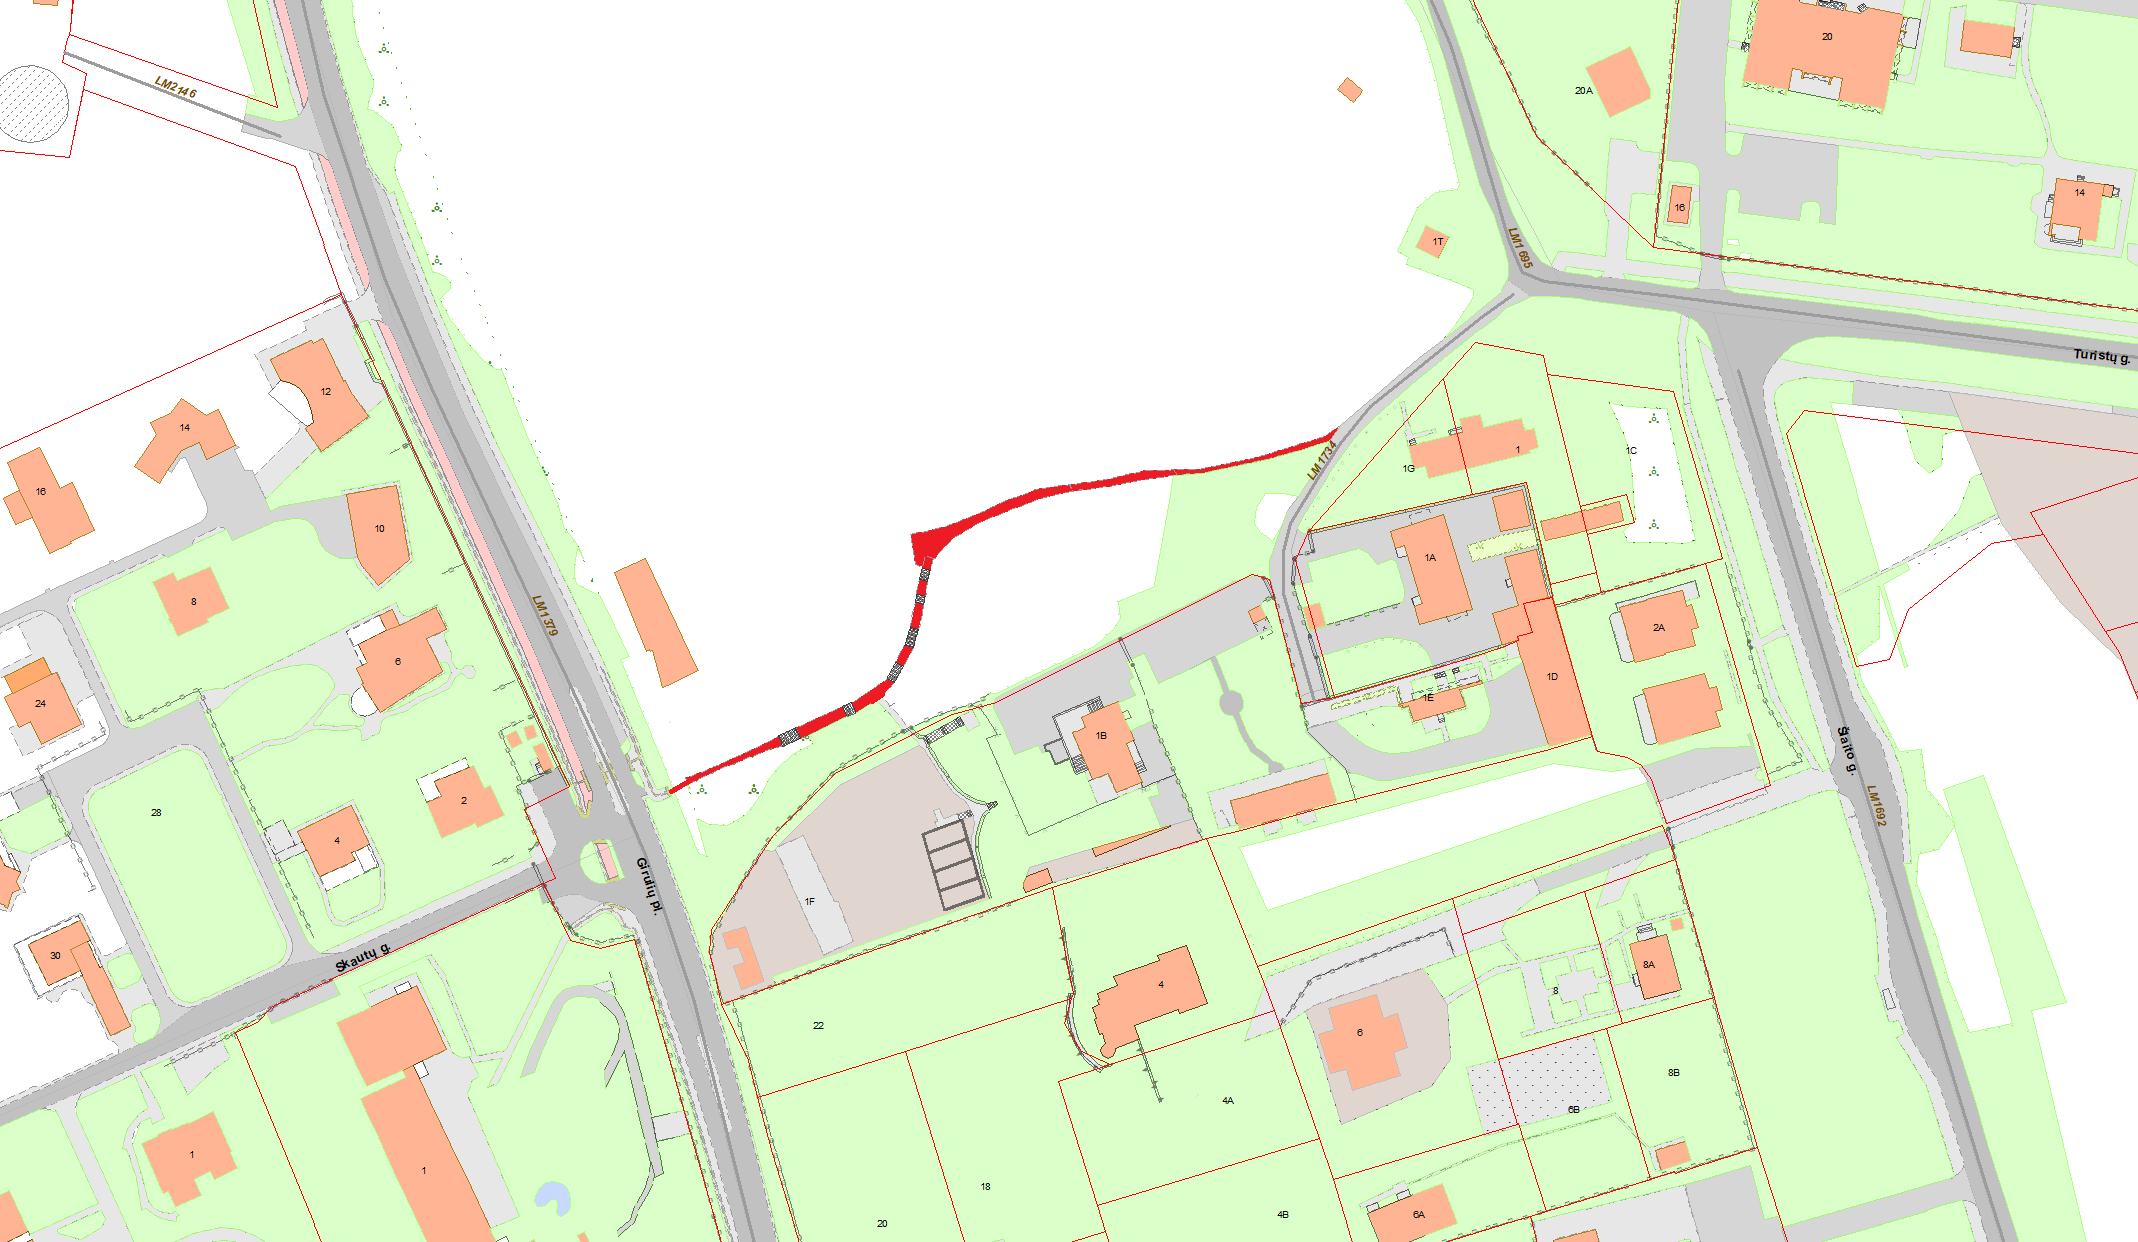 20
LM2146
20A
14
16
1T
LM1695
Turistų g.
12
14
1
1C
1G
LM1734
16
10
1A
8
LM1379
2A
6
24
1D
1E
1B
Šaito g.
2
LM1692
28
4
Girulių pl.
1F
30
Skautų g.
8A
4
8
22
6
8B
4A
6B
1
1
18
4B
6A
20